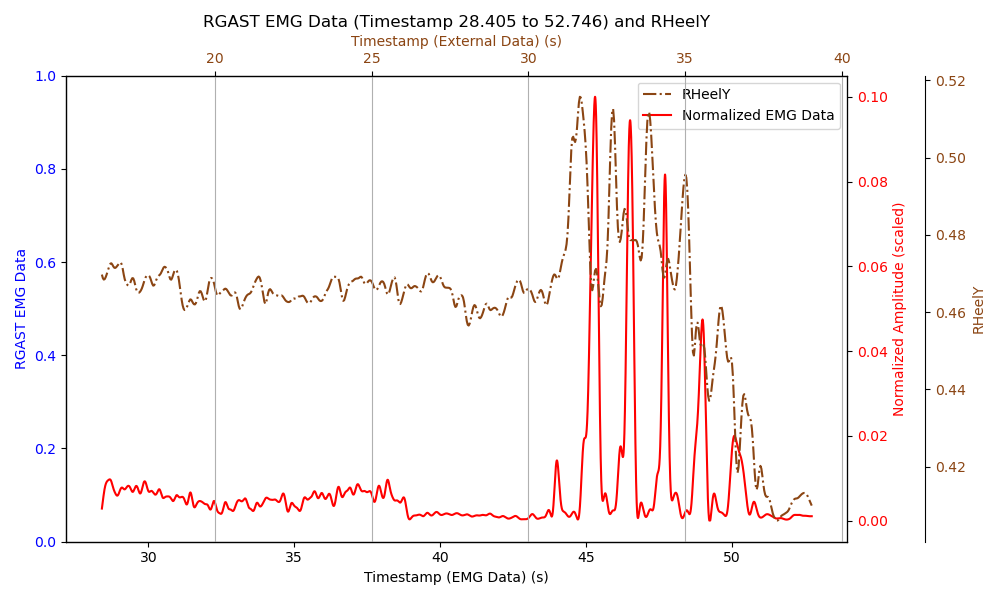 RGAST EMG Data (Timestamp 28.405 to 52.746) and RHeelY
Timestamp (External Data) (s)
20 25 30 35 40
1.0
0.8
0.6
0.4
0.2
0.0
RGAST EMG Data
RHeelY
Normalized EMG Data
0.10
0.08
0.06
0.04
0.02
0.00
Normalized Amplitude (scaled)
0.52
0.50
0.48
0.46
0.44
0.42
RHeelY
30 35 40 45 50
Timestamp (EMG Data) (s)